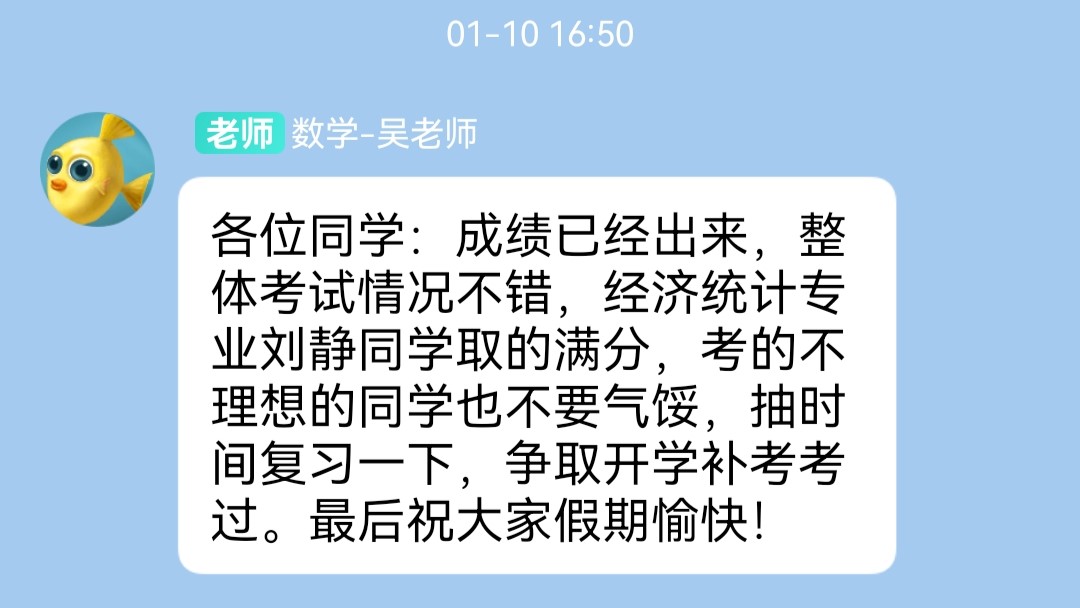 01-10 16:50
老师 数学-吴老师
各位同学：成绩已经出来，整
体考试情况不错，经济统计专
业刘静同学取的满分，考的不
理想的同学也不要气馁，抽时
间复习一下，争取开学补考考
过。最后祝大家假期愉快！